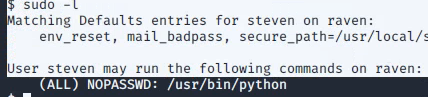 $ sudo -l
Matching Defaults entries for steven on raven:
env_reset, mail_badpass, secure_path=/usr/local/s
User steven may run the following commands on raven:
(ALL) NOPASSWD: /usr/bin/python